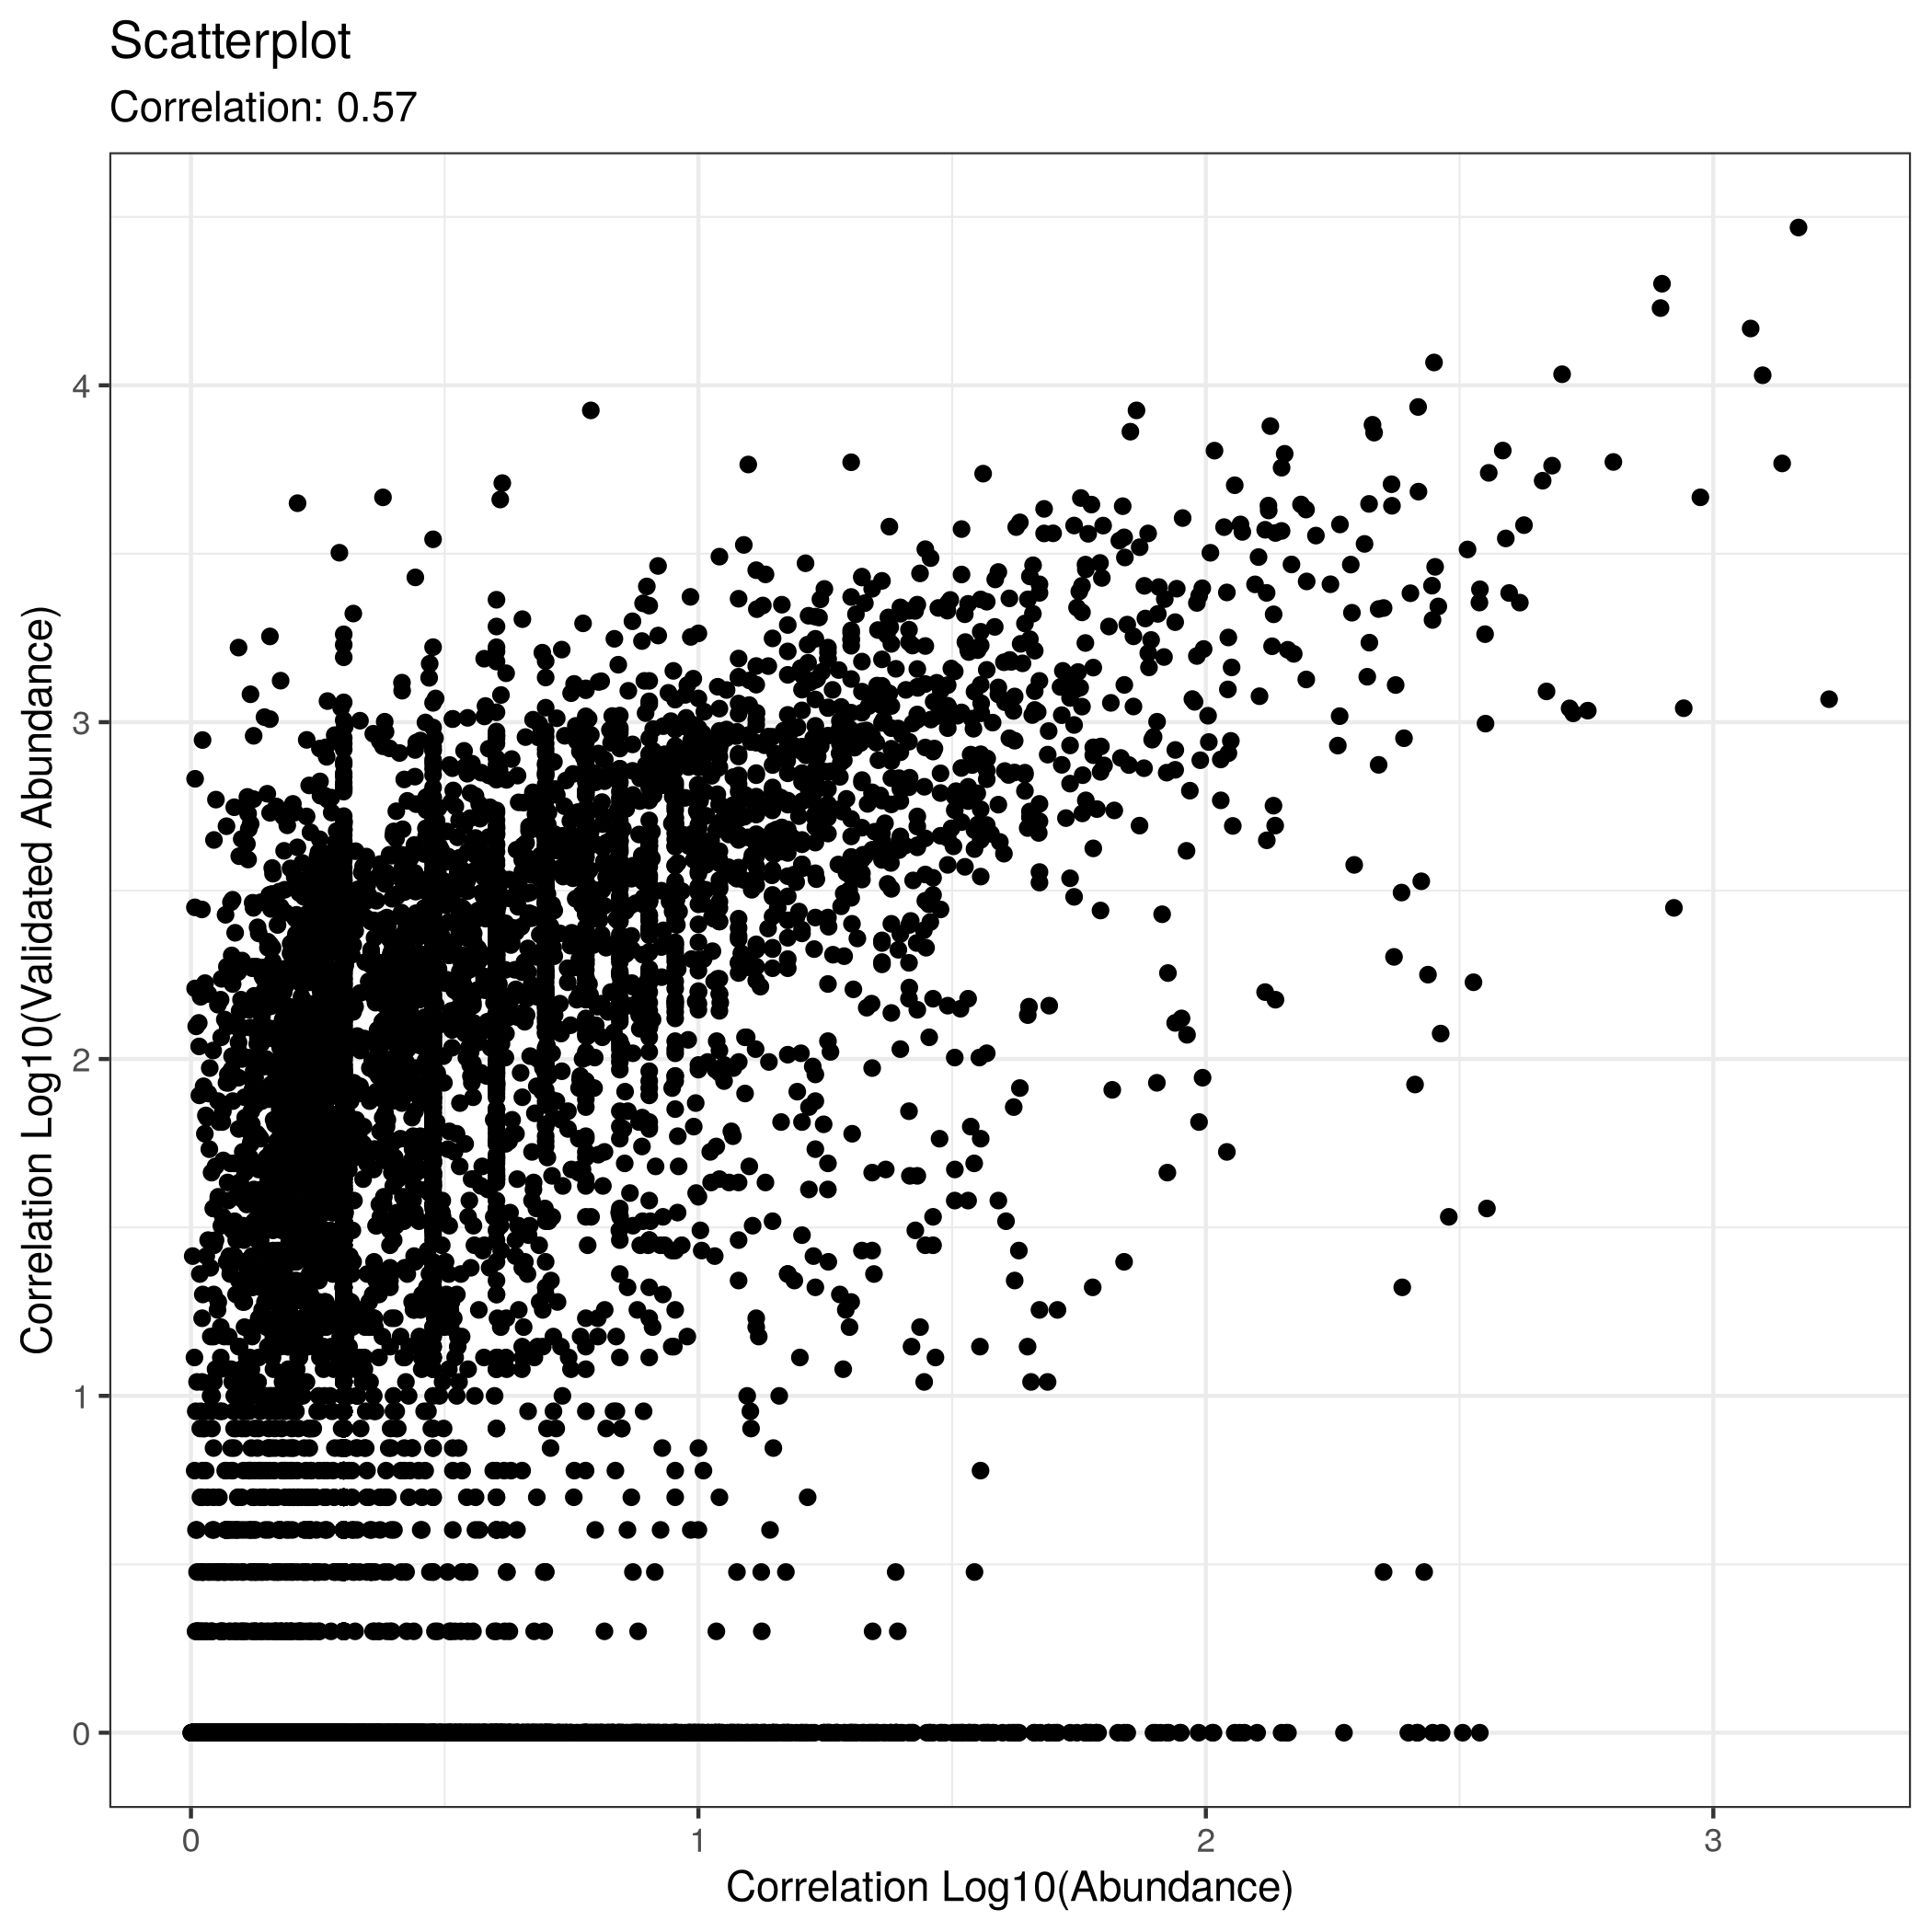 Scatterplot
Correlation: 0.57
Correlation Log10(Validated Abundance)
4
3
2
1
0
0 1 2 3
Correlation Log10(Abundance)